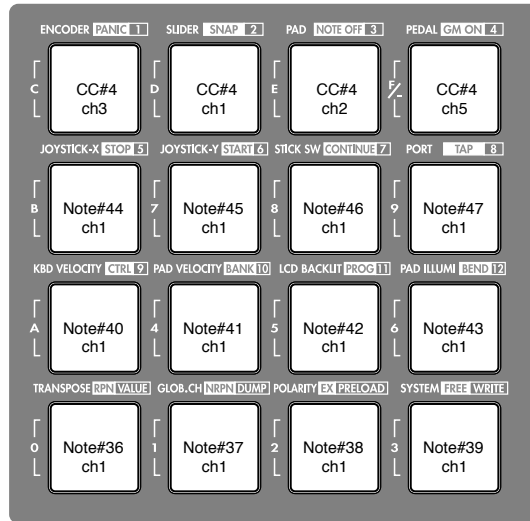 ENCODER PANIC 1 SLIDER SNAP 2 PAD NOTE OFF 3 PEDAL GM ON 4
C CC#4 D CC#4 E CC#4 F/- CC#4
ch3 ch1 ch2 ch5
JOYSTICK-X STOP 5 JOYSTICK-Y START 6 STICK SW CONTINUE 7 PORT TAP 8
B Note#44 7 Note#45 8 Note#46 9 Note#47
ch1 ch1 ch1 ch1
KBD VELOCITY CTRL 9 PAD VELOCITY BANK 10 LCD BACKLIT PROG 11 PAD ILLUMI BEND 12
A Note#40 4 Note#41 5 Note#42 6 Note#43
ch1 ch1 ch1 ch1
TRANSPOSE RPN VALUE GLOB.CH NRPN DUMP POLARITY EX PRELOAD SYSTEM FREE WRITE
0 Note#36 1 Note#37 2 Note#38 3 Note#39
ch1 ch1 ch1 ch1